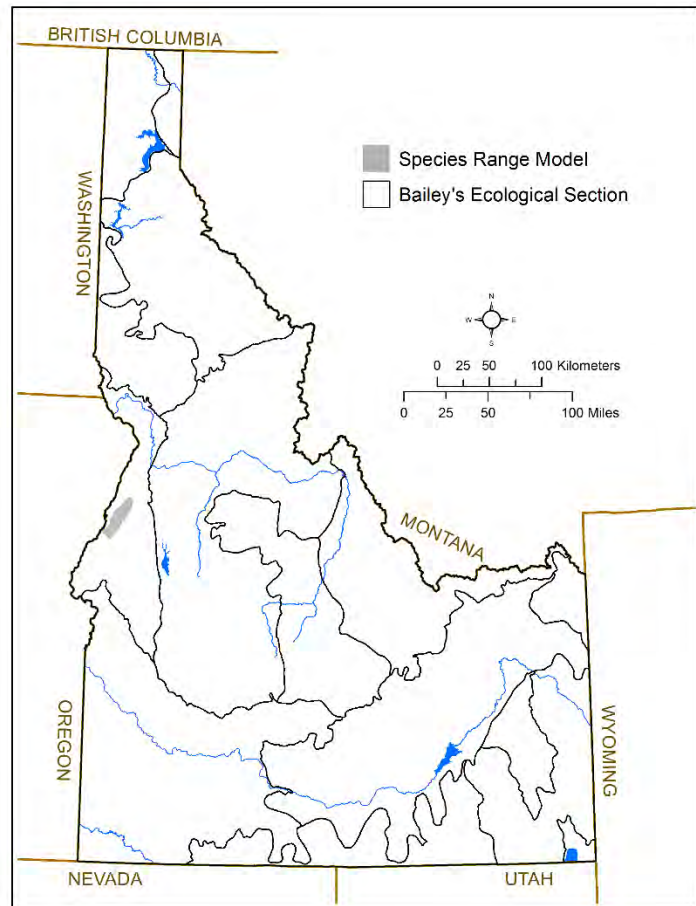 BRITISH COLUMBIA
WASHINGTON
Species Range Model
Bailey's Ecological Section
N
W E
S
0 25 50 100 Kilometers
0 25 50 100 Miles
MONTANA
OREGON
WYOMING
NEVADA
UTAH